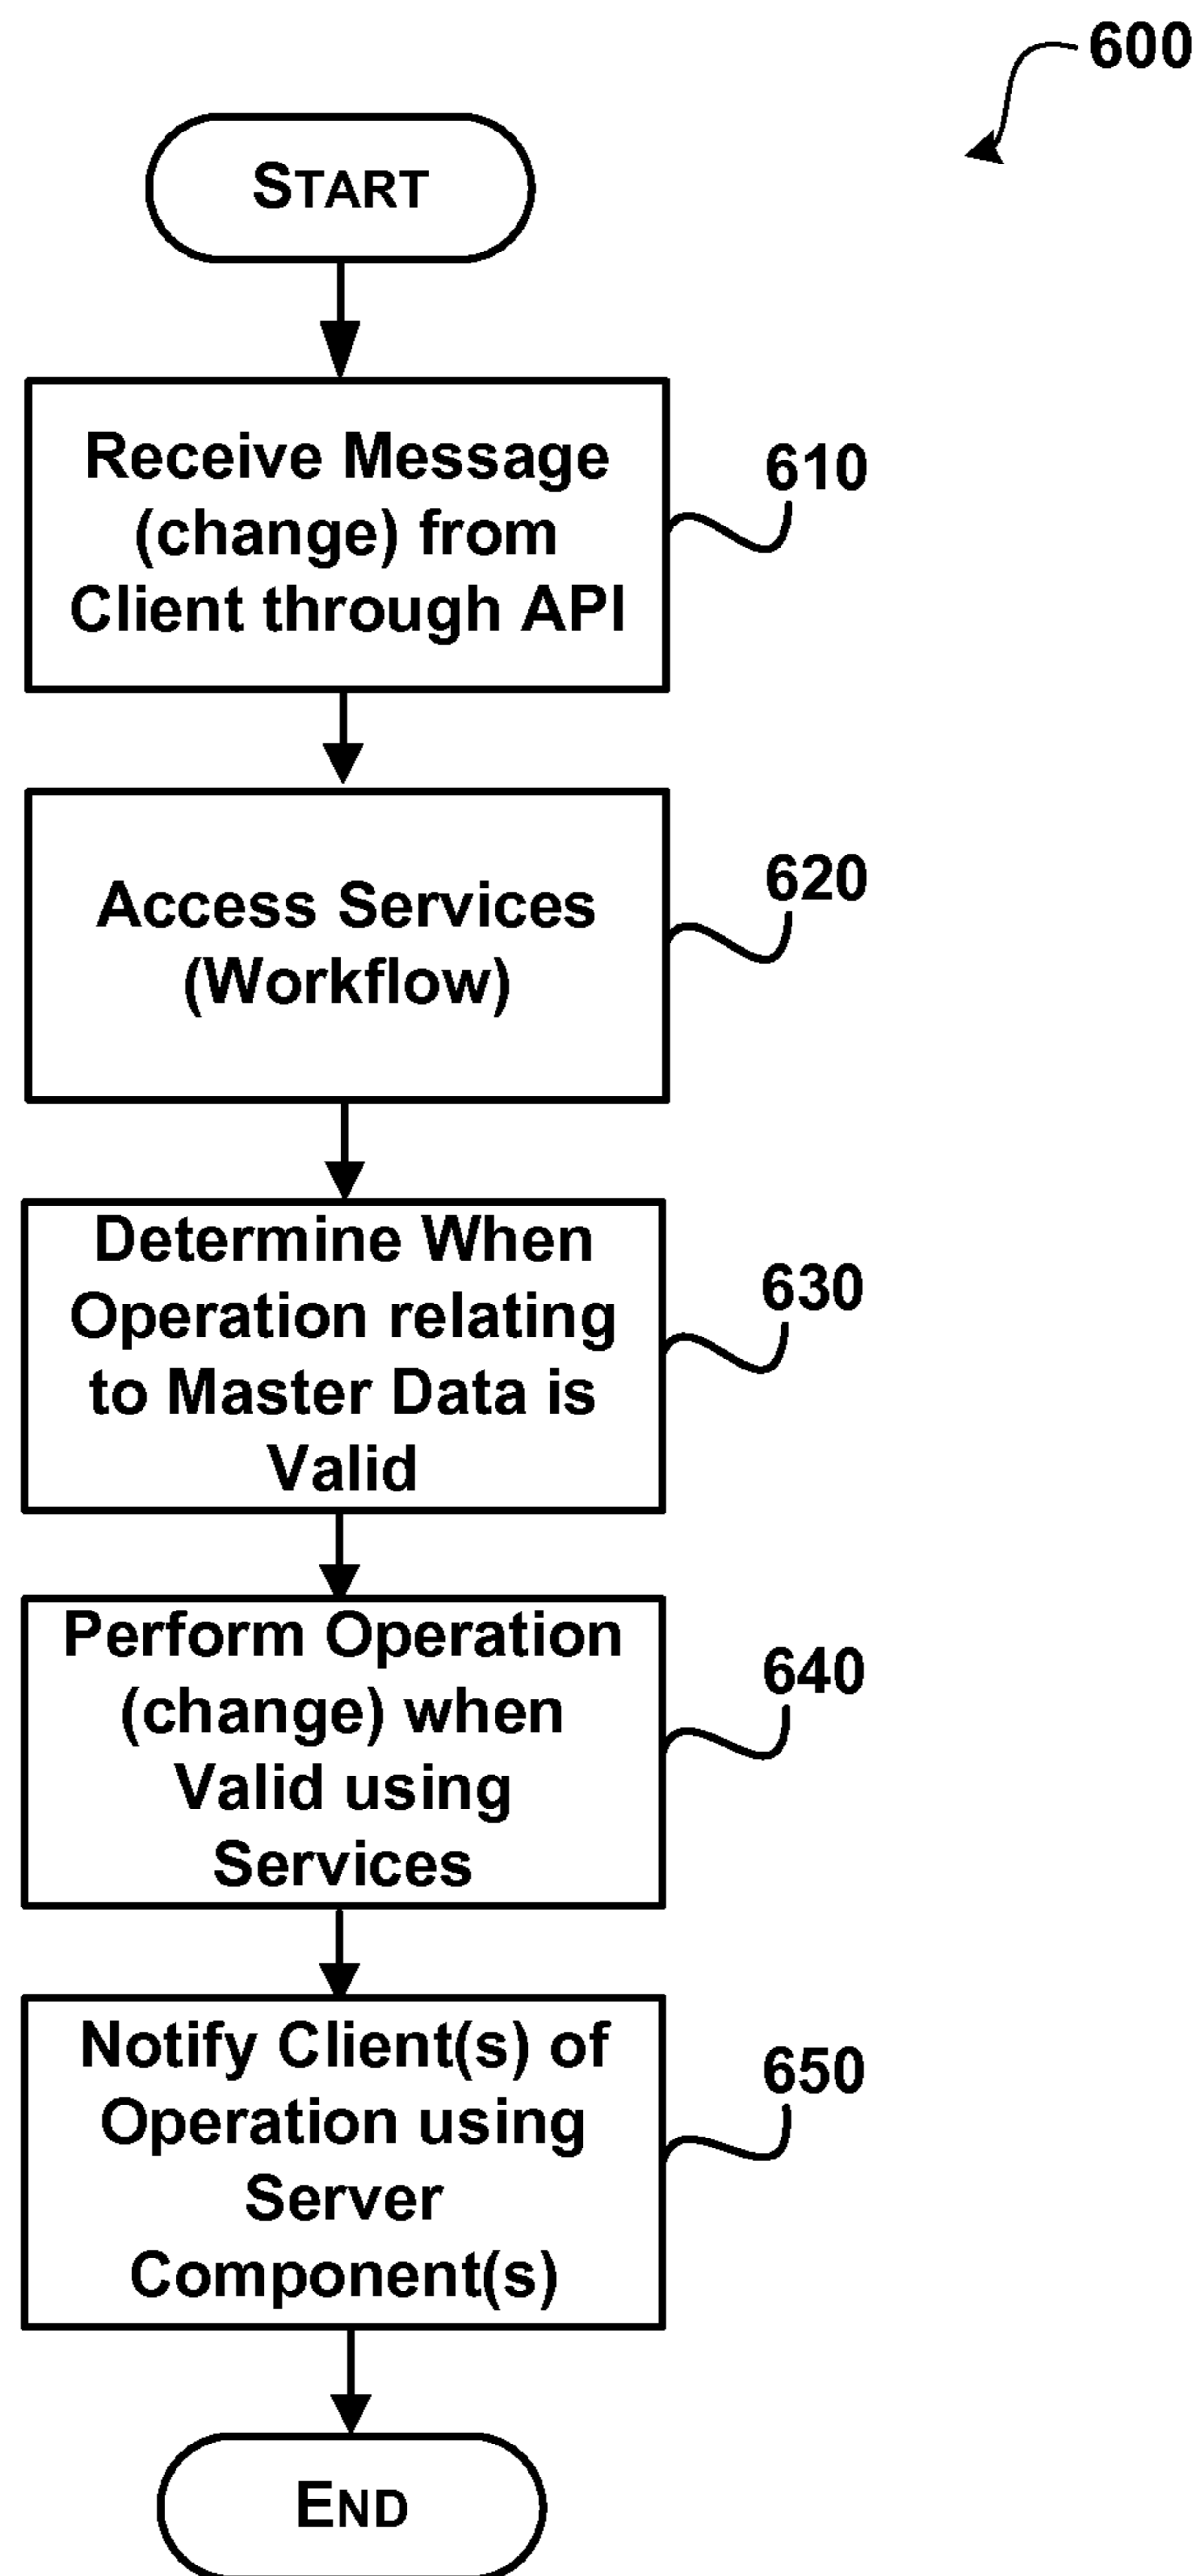 600
START
Receive Message
(change) from
Client through API
610
Access Services
(Workflow)
620
Determine When
Operation relating
to Master Data is
Valid
630
Perform Operation
(change) when
Valid using
Services
640
Notify Client(s) of
Operation using
Server
Component(s)
650
END